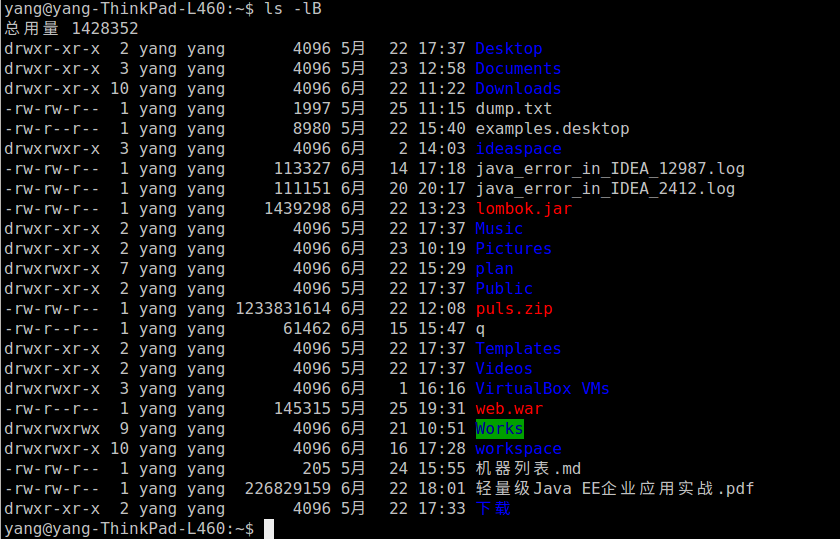 yang@yang-ThinkPad-L460:~$ ls -lB
总用量 1428352
drwxr-xr-x  2 yang yang       4096 5月  22 17:37 Desktop
drwxr-xr-x  3 yang yang       4096 5月  23 12:58 Documents
drwxr-xr-x 10 yang yang       4096 6月  22 11:22 Downloads
-rw-rw-r--  1 yang yang       1997 5月  25 11:15 dump.txt
-rw-r--r--  1 yang yang       8980 5月  22 15:40 examples.desktop
drwxrwxr-x  3 yang yang       4096 6月   2 14:03 ideaspace
-rw-rw-r--  1 yang yang     113327 6月  14 17:18 java_error_in_IDEA_12987.log
-rw-rw-r--  1 yang yang     111151 6月  20 20:17 java_error_in_IDEA_2412.log
-rw-rw-r--  1 yang yang    1439298 6月  22 13:23 lombok.jar
drwxr-xr-x  2 yang yang       4096 5月  22 17:37 Music
drwxr-xr-x  2 yang yang       4096 6月  23 10:19 Pictures
drwxrwxr-x  7 yang yang       4096 6月  22 15:29 plan
drwxr-xr-x  2 yang yang       4096 5月  22 17:37 Public
-rw-rw-r--  1 yang yang 1233831614 6月  22 12:08 puls.zip
-rw-r--r--  1 yang yang      61462 6月  15 15:47 q
drwxr-xr-x  2 yang yang       4096 5月  22 17:37 Templates
drwxr-xr-x  2 yang yang       4096 5月  22 17:37 Videos
drwxrwxr-x  3 yang yang       4096 6月   1 16:16 VirtualBox VMs
-rw-r--r--  1 yang yang     145315 5月  25 19:31 web.war
drwxrwxrwx  9 yang yang       4096 6月  21 10:51 Works
drwxrwxr-x 10 yang yang       4096 6月  16 17:28 workspace
-rw-rw-r--  1 yang yang        205 5月  24 15:55 机器列表.md
-rw-rw-r--  1 yang yang  226829159 6月  22 18:01 轻量级Java EE企业应用实战.pdf
drwxr-xr-x  2 yang yang       4096 5月  22 17:33 下载
yang@yang-ThinkPad-L460:~$